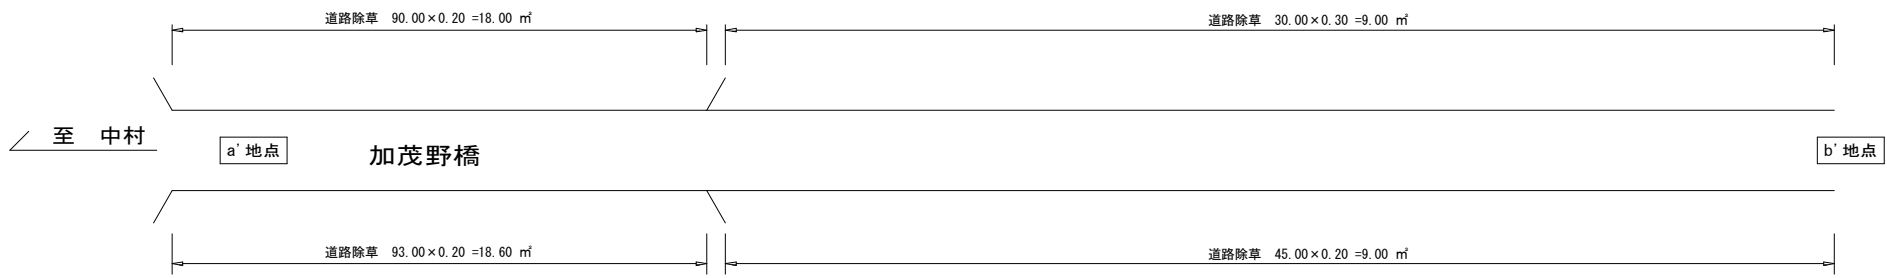 道路除草 90.00×0.20 =18.00 ㎡
道路除草 30.00×0.30 =9.00 ㎡
至 中村
a'地点
加茂野橋
b'地点
道路除草 93.00×0.20 =18.60 ㎡
道路除草 45.00×0.20 =9.00 ㎡